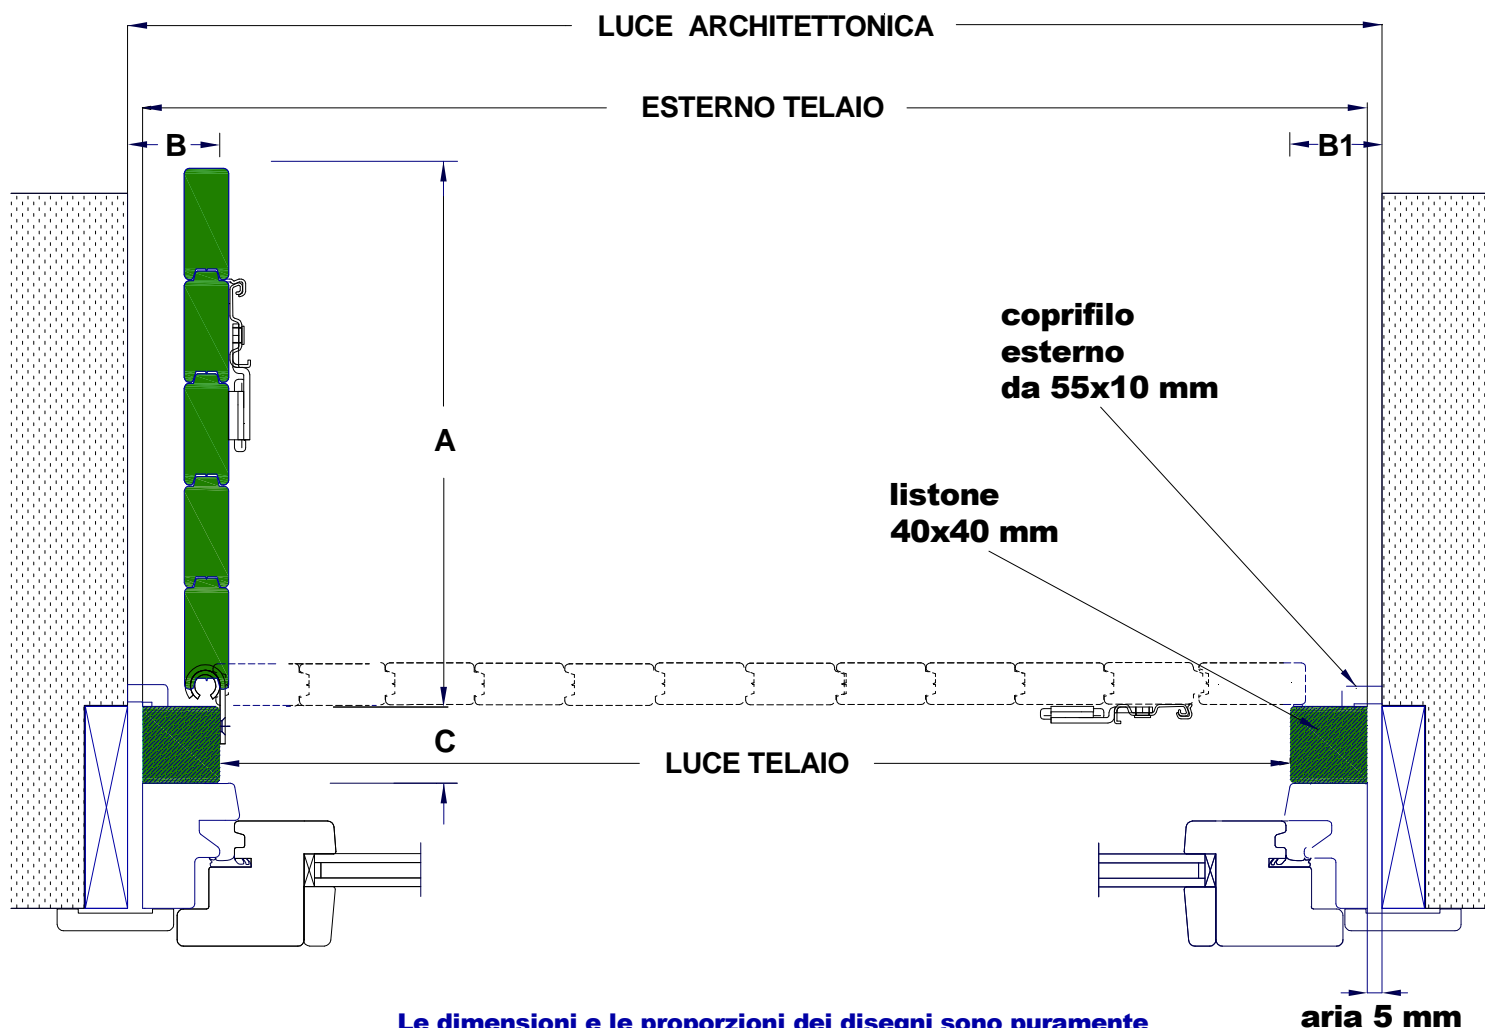 LUCE ARCHITETTONICA
ESTERNO TELAIO
B
B1
coprifilo
esterno
da 55x10 mm
A
listone
40x40 mm
C
LUCE TELAIO
aria 5 mm
Le dimensioni e le proporzioni dei disegni sono puramente